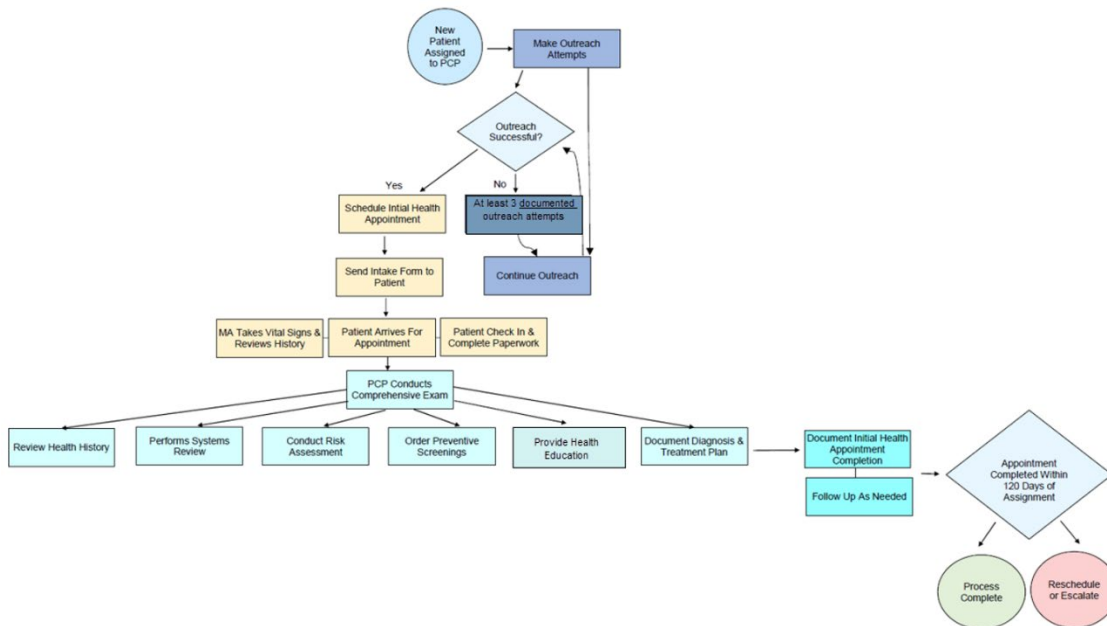 New
Patient
Assigned
to PCP
Make Outreach
Attempts
Outreach
Successful?
Yes
No
Schedule Intial Health
Appointment
At least 3 documented
outreach attempts
Send Intake Form to
Patient
Continue Outreach
MA Takes Vital Signs &
Reviews History
Patient Arrives For
Appointment
Patient Check In &
Complete Paperwork
PCP Conducts
Comprehensive Exam
Review Health History
Performs Systems
Review
Conduct Risk
Assessment
Order Preventive
Screenings
Provide Health
Education
Document Diagnosis &
Treatment Plan
Document Initial Health
Appointment
Completion
Follow Up As Needed
Appointment
Completed Within
120 Days of
Assignment
Process
Complete
Reschedule
or Escalate